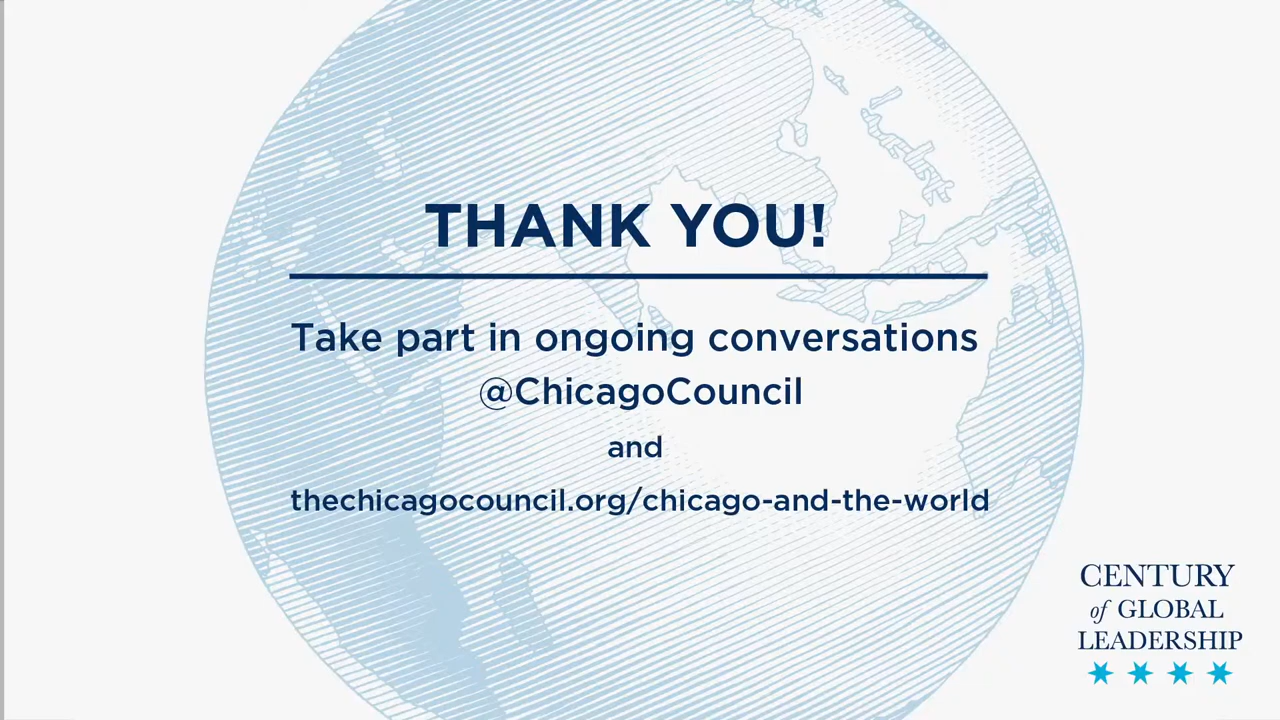 THANK YOU!
Take part in ongoing conversations
@ChicagoCouncil
and
thechicagocouncil.org/chicago-and-the-world
CENTURY
of GLOBAL
LEADERSHIP